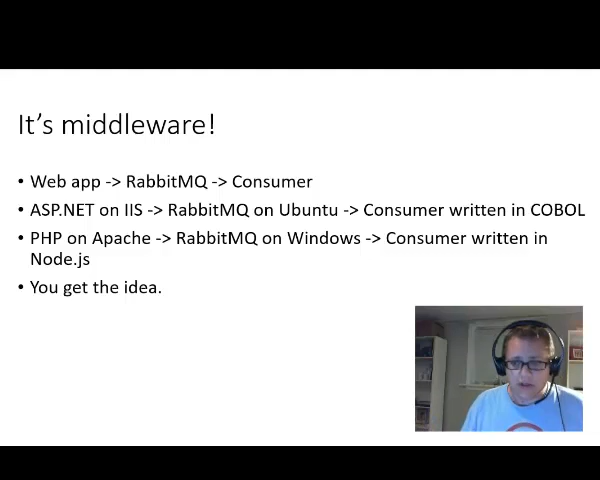 It's middleware!
• Web app -> RabbitMQ -> Consumer
• ASP.NET on IIS -> RabbitMQ on Ubuntu -> Consumer written in COBOL
• PHP on Apache -> RabbitMQ on Windows -> Consumer written in
Node.js
• You get the idea.